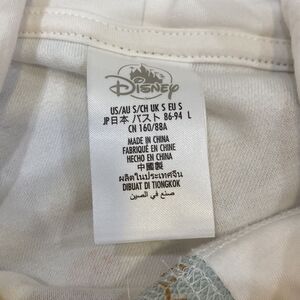 Disney
US/AU S/CH UK S EU S
JP日本 バスト 86-94 L
CN 160/88A
MADE IN CHINA
FABRIQUÉ EN CHINE
HECHO EN CHINA
中國製
ผลิตในประเทศจีน
DIBUAT DI TIONGKOK
صنع في الصين